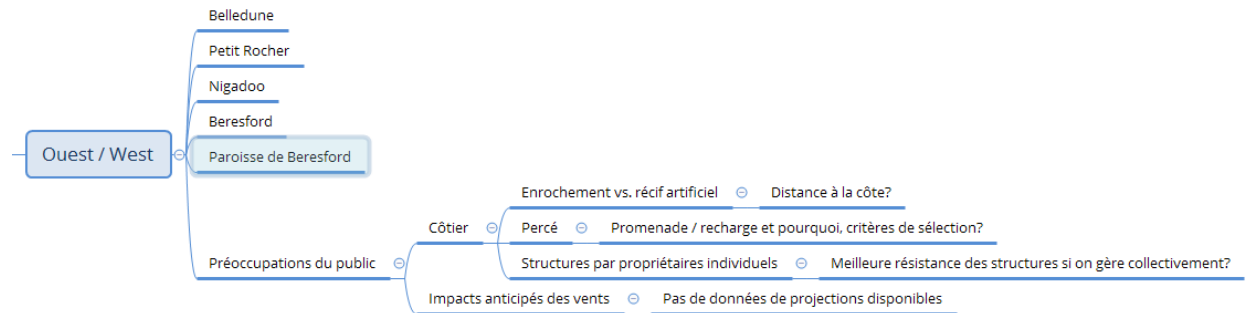 Ouest / West
Belledune
Petit Rocher
Nigadoo
Beresford
Paroisse de Beresford
Préoccupations du public
Côtier
Enrochement vs. récif artificiel
Distance à la côte?
Percé
Promenade / recharge et pourquoi, critères de sélection?
Structures par propriétaires individuels
Meilleure résistance des structures si on gère collectivement?
Impacts anticipés des vents
Pas de données de projections disponibles